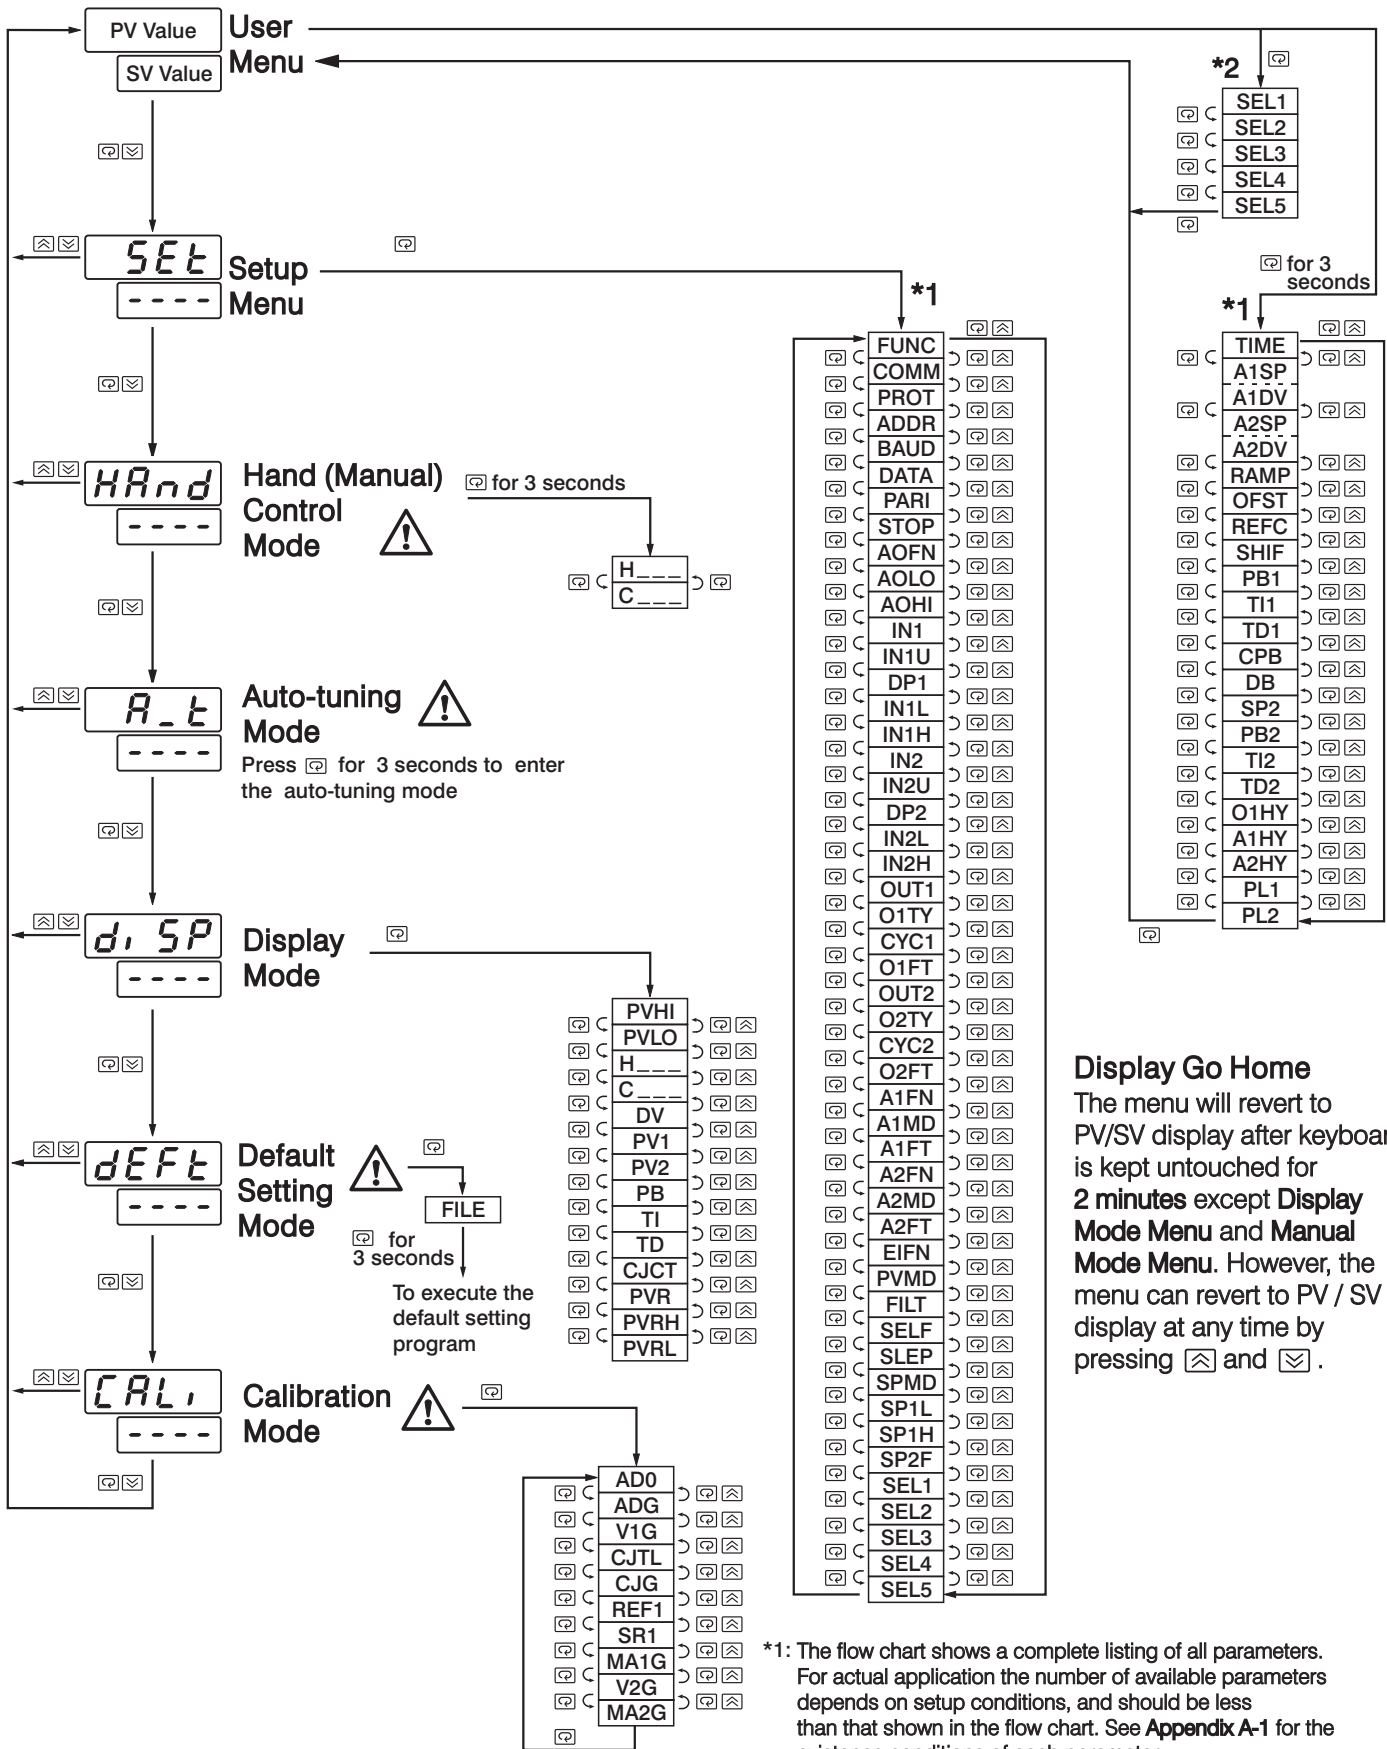 PV Value
SV Value
User
Menu
*2
SEL1
SEL2
SEL3
SEL4
SEL5
for 3
seconds
*1
TIME
A1SP
A1DV
A2SP
A2DV
RAMP
OFST
REFC
SHIF
PB1
TI1
TD1
CPB
DB
SP2
PB2
TI2
TD2
O1HY
A1HY
A2HY
PL1
PL2
SEt
- - - -
Setup
Menu
*1
FUNC
COMM
PROT
ADDR
BAUD
DATA
PARI
STOP
AOFN
AOLO
AOHI
IN1
IN1U
DP1
IN1L
IN1H
IN2
IN2U
DP2
IN2L
IN2H
OUT1
O1TY
CYC1
O1FT
OUT2
O2TY
CYC2
O2FT
A1FN
A1MD
A1FT
A2FN
A2MD
A2FT
EIFN
PVMD
FILT
SELF
SLEP
SPMD
SP1L
SP1H
SP2F
SEL1
SEL2
SEL3
SEL4
SEL5
HAnd
- - - -
Hand (Manual)
Control
Mode
for 3 seconds
H_ _ _
C_ _ _
A_t
- - - -
Auto-tuning
Mode
Press for 3 seconds to enter
the auto-tuning mode
di SP
- - - -
Display
Mode
PVHI
PVLO
H_ _ _
C_ _ _
DV
PV1
PV2
PB
TI
TD
CJCT
PVR
PVRH
PVRL
dEFt
- - - -
Default
Setting
Mode
FILE
for
3 seconds
To execute the
default setting
program
CALi
- - - -
Calibration
Mode
AD0
ADG
V1G
CJTL
CJG
REF1
SR1
MA1G
V2G
MA2G
Display Go Home
The menu will revert to
PV/SV display after keyboar
is kept untouched for
2 minutes except Display
Mode Menu and Manual
Mode Menu. However, the
menu can revert to PV / SV
display at any time by
pressing and .
*1: The flow chart shows a complete listing of all parameters.
For actual application the number of available parameters
depends on setup conditions, and should be less
than that shown in the flow chart. See Appendix A-1 for the